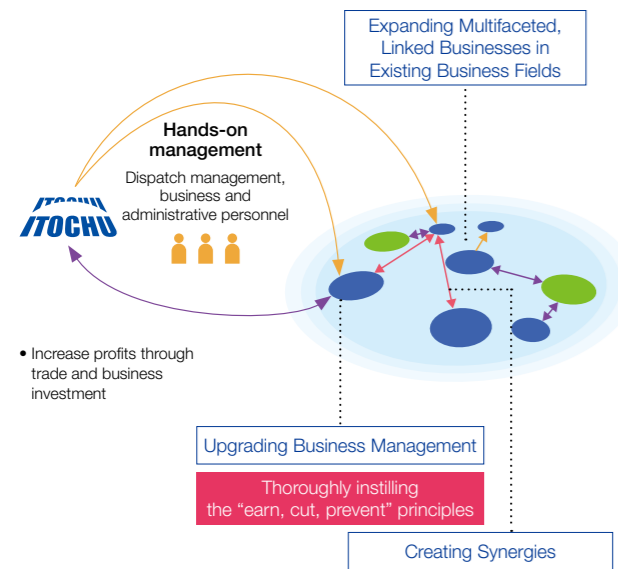 Expanding Multifaceted,
Linked Businesses in
Existing Business Fields
Hands-on
management
Dispatch management,
business and
administrative personnel
ITOCHU
ITOCHU
• Increase profits through
trade and business
investment
Upgrading Business Management
Thoroughly instilling
the “earn, cut, prevent” principles
Creating Synergies